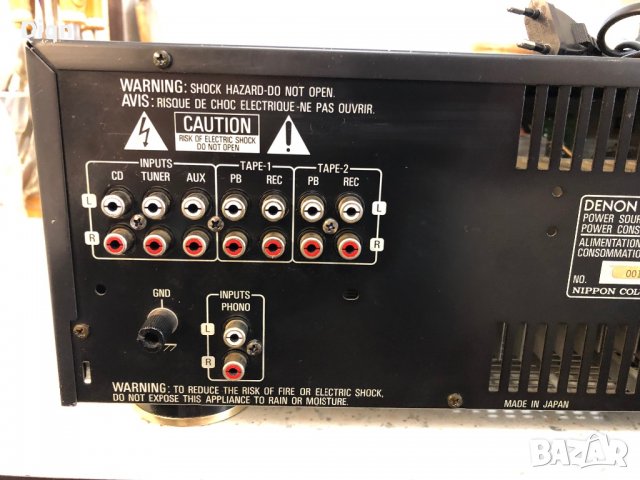 WARNING: SHOCK HAZARD-DO NOT OPEN.
AVIS: RISQUE DE CHOC ELECTRIQUE-NE PAS OUVRIR.
CAUTION
RISK OF ELECTRIC SHOCK
DO NOT OPEN
INPUTS TAPE-1 TAPE-2
CD TUNER AUX PB REC PB REC
L L
R R
GND
INPUTS
PHONO
L
R
WARNING: TO REDUCE THE RISK OF FIRE OR ELECTRIC SHOCK,
DO NOT EXPOSE THIS APPLIANCE TO RAIN OR MOISTURE.
DENON
POWER SOUR
POWER CONS
ALIMENTATION
CONSOMMATION
NO. 001
NIPPON COL
MADE IN JAPAN
BAZAR